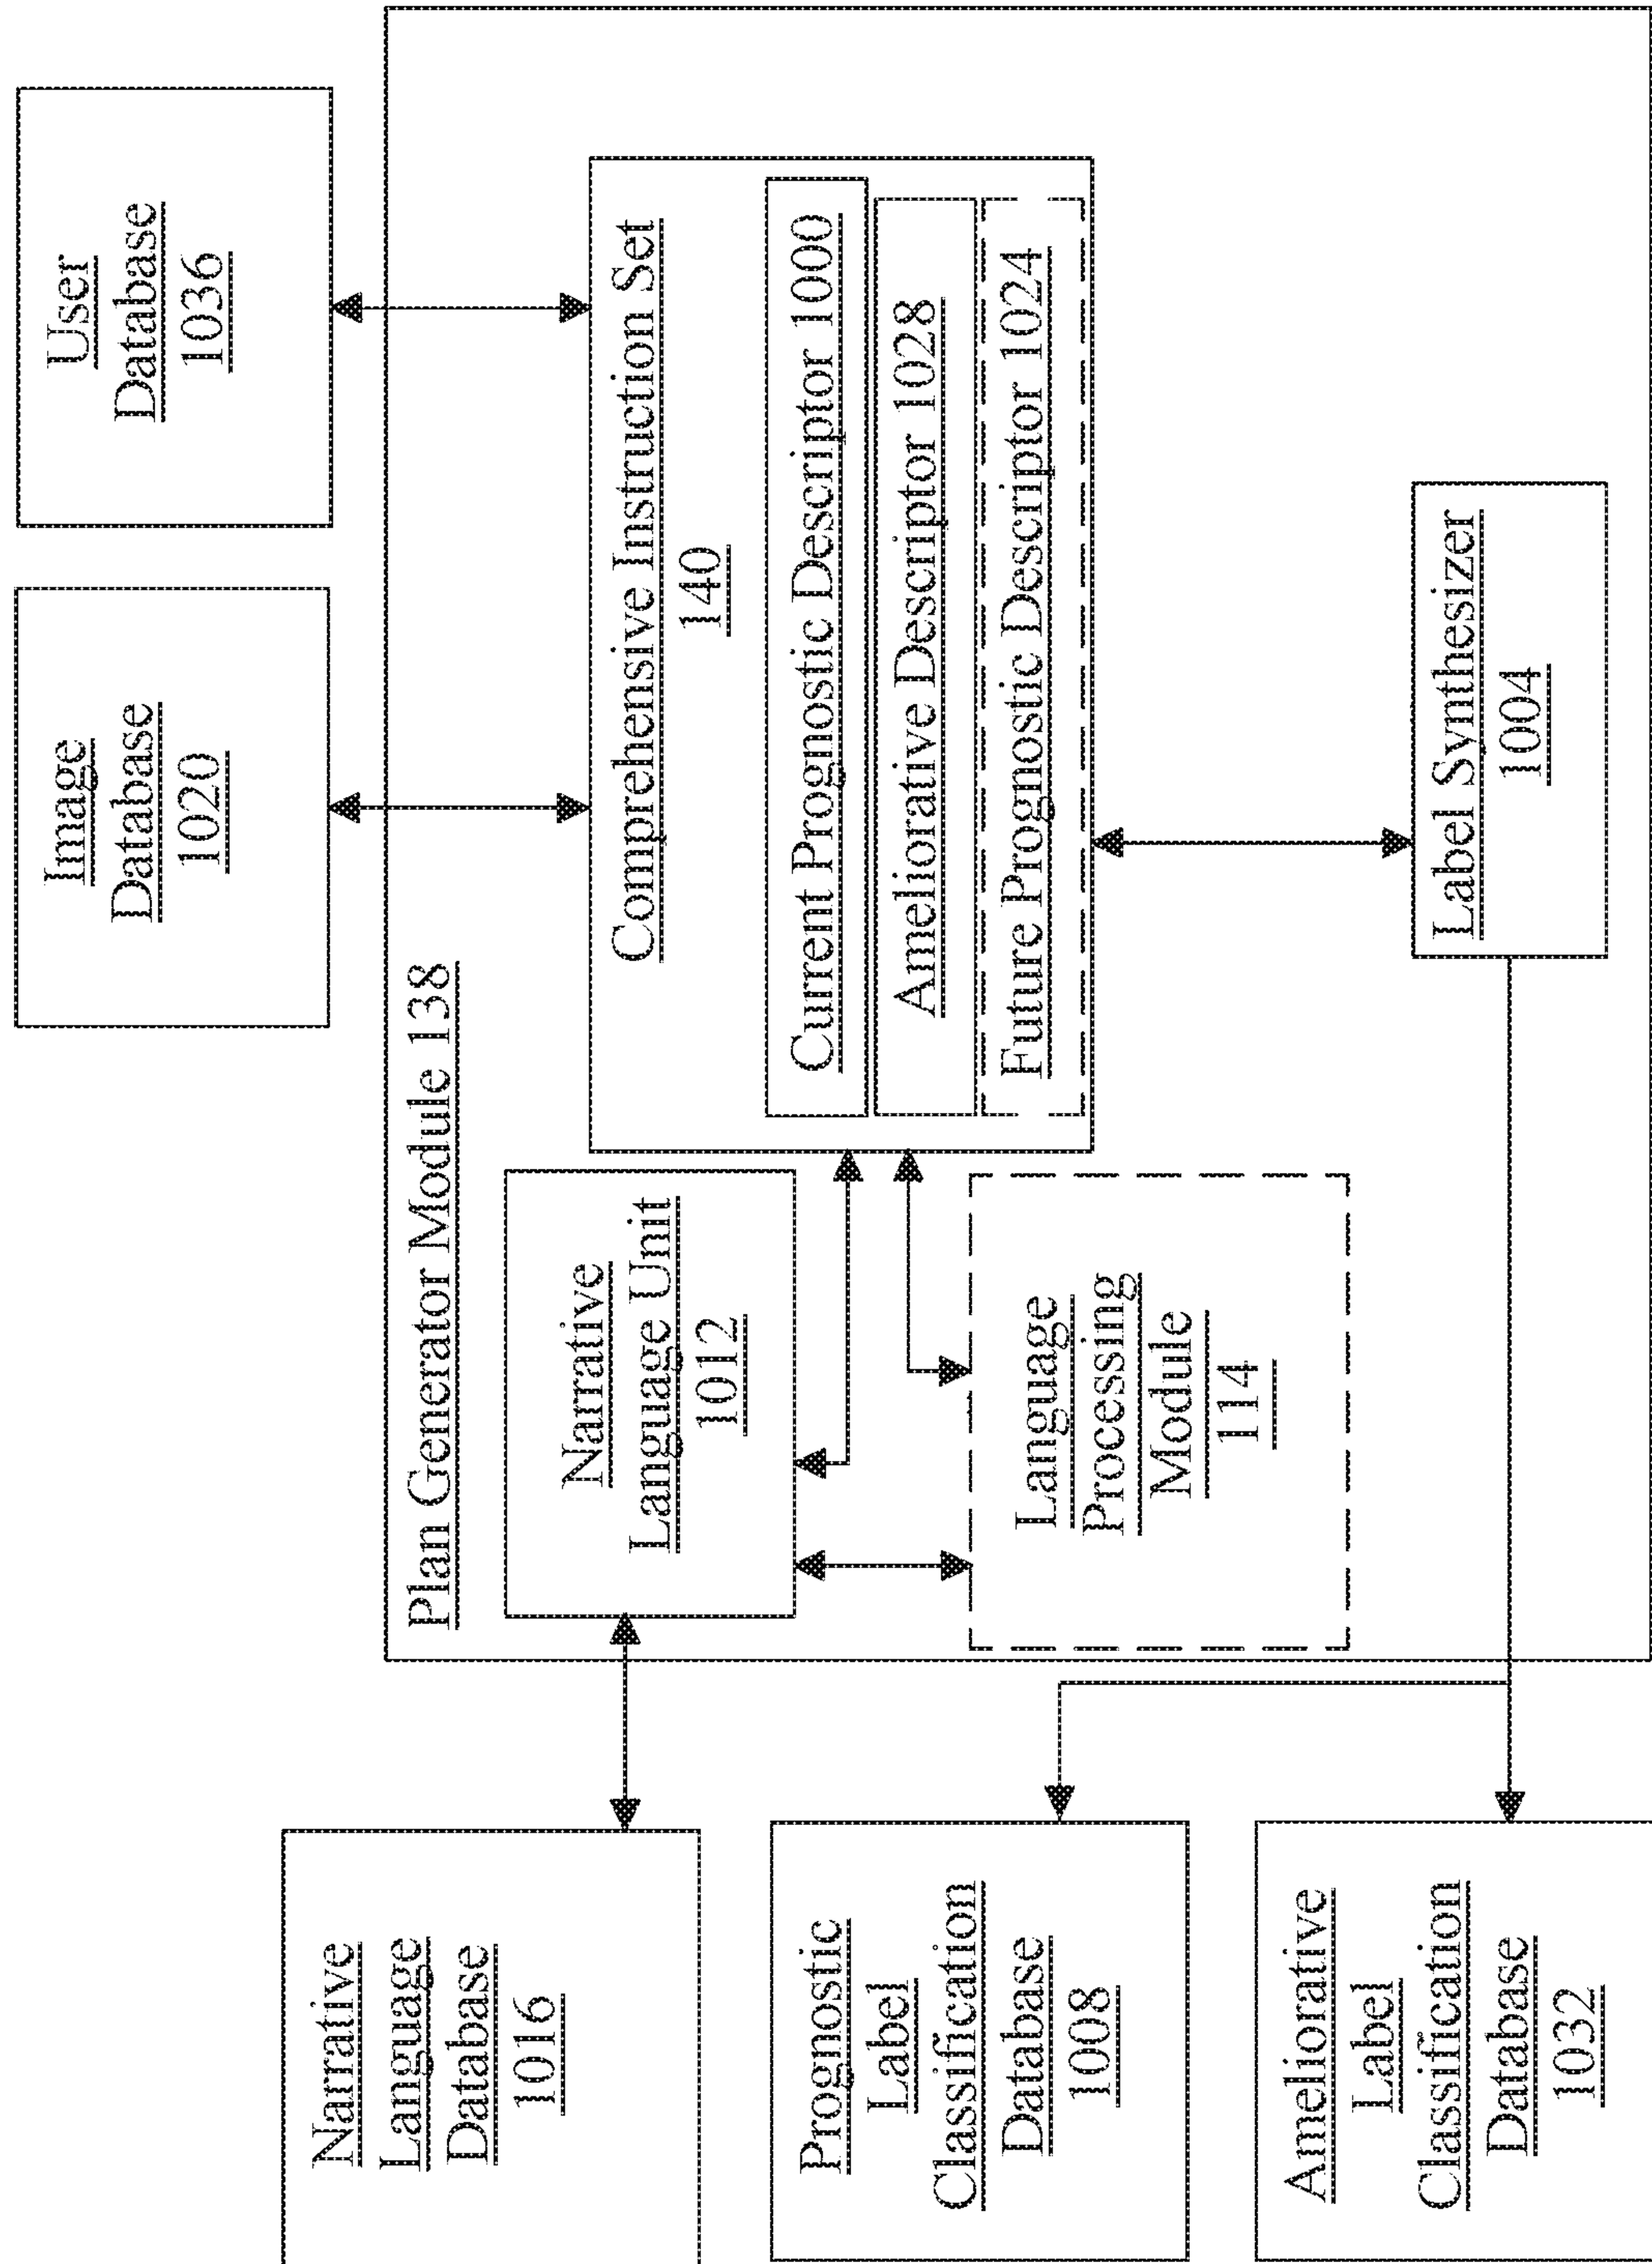 Image
Database
1020
User
Database
1036
Plan Generator Module 138
Narrative
Language Database
1016
Narrative
Language Unit
1012
Comprehensive Instruction Set
140
Current Prognostic Descriptor 1000
Ameliorative Descriptor 1028
Future Prognostic Descriptor 1024
Prognostic
Label
Classification
Database
1008
Language
Processing
Module
114
Ameliorative
Label
Classification
Database
1032
Label Synthesizer
1004